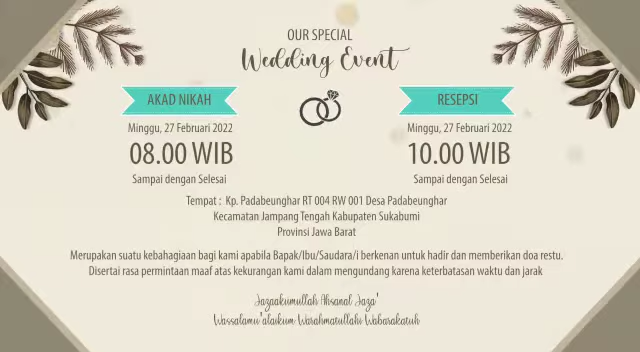 OUR SPECIAL
Wedding Event
AKAD NIKAH
Minggu, 27 Februari 2022
08.00 WIB
Sampai dengan Selesai
RESEPSI
Minggu, 27 Februari 2022
10.00 WIB
Sampai dengan Selesai
Tempat : Kp. Padabeunghar RT 004 RW 001 Desa Padabeunghar
Kecamatan Jampang Tengah Kabupaten Sukabumi
Provinsi Jawa Barat
Merupakan suatu kebahagiaan bagi kami apabila Bapak/Ibu/Saudara/i berkenan untuk hadir dan memberikan doa restu.
Disertai rasa permintaan maaf atas kekurangan kami dalam mengundang karena keterbatasan waktu dan jarak
Jazaakumullah Ahsanal Jaza'
Wassalamu'alaikum Warahmatullahi Wabarakatuh